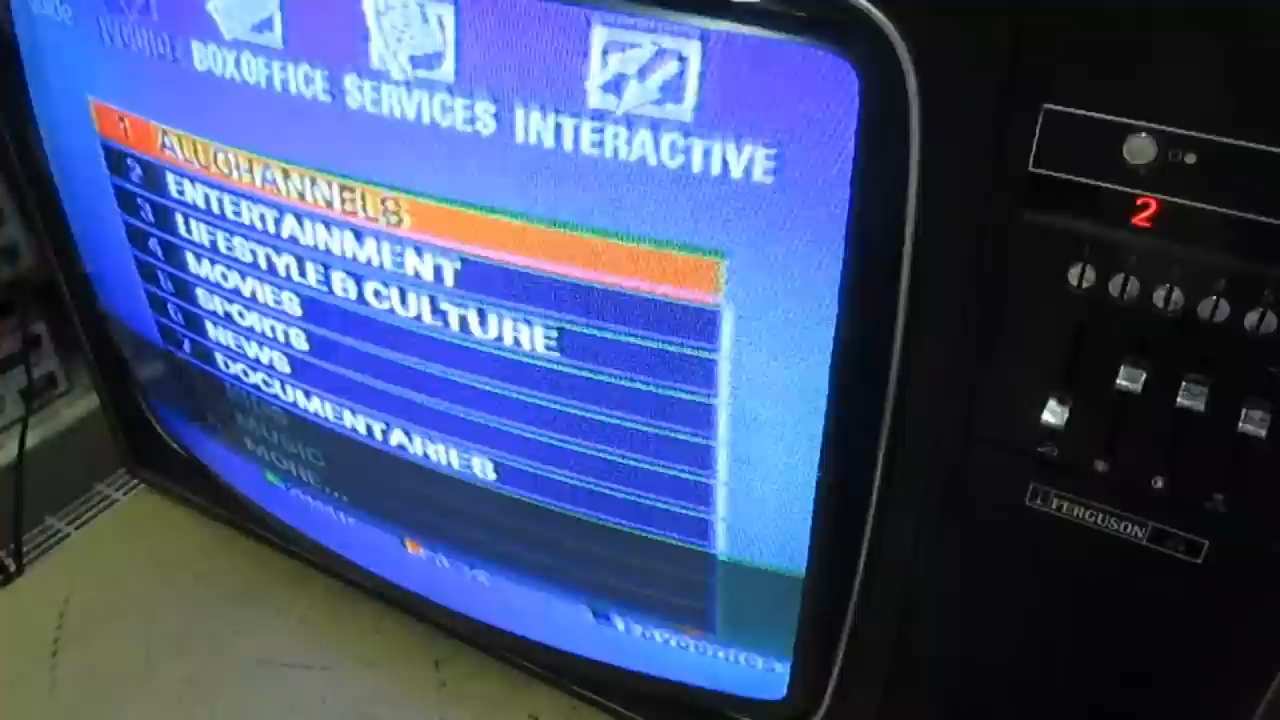 BOXOFFICE SERVICES INTERACTIVE
1 ALL CHANNELS
2 ENTERTAINMENT
3 LIFESTYLE & CULTURE
4 MOVIES
5 SPORTS
6 NEWS
7 DOCUMENTARIES
MUSIC
MORE...
2
FERGUSON